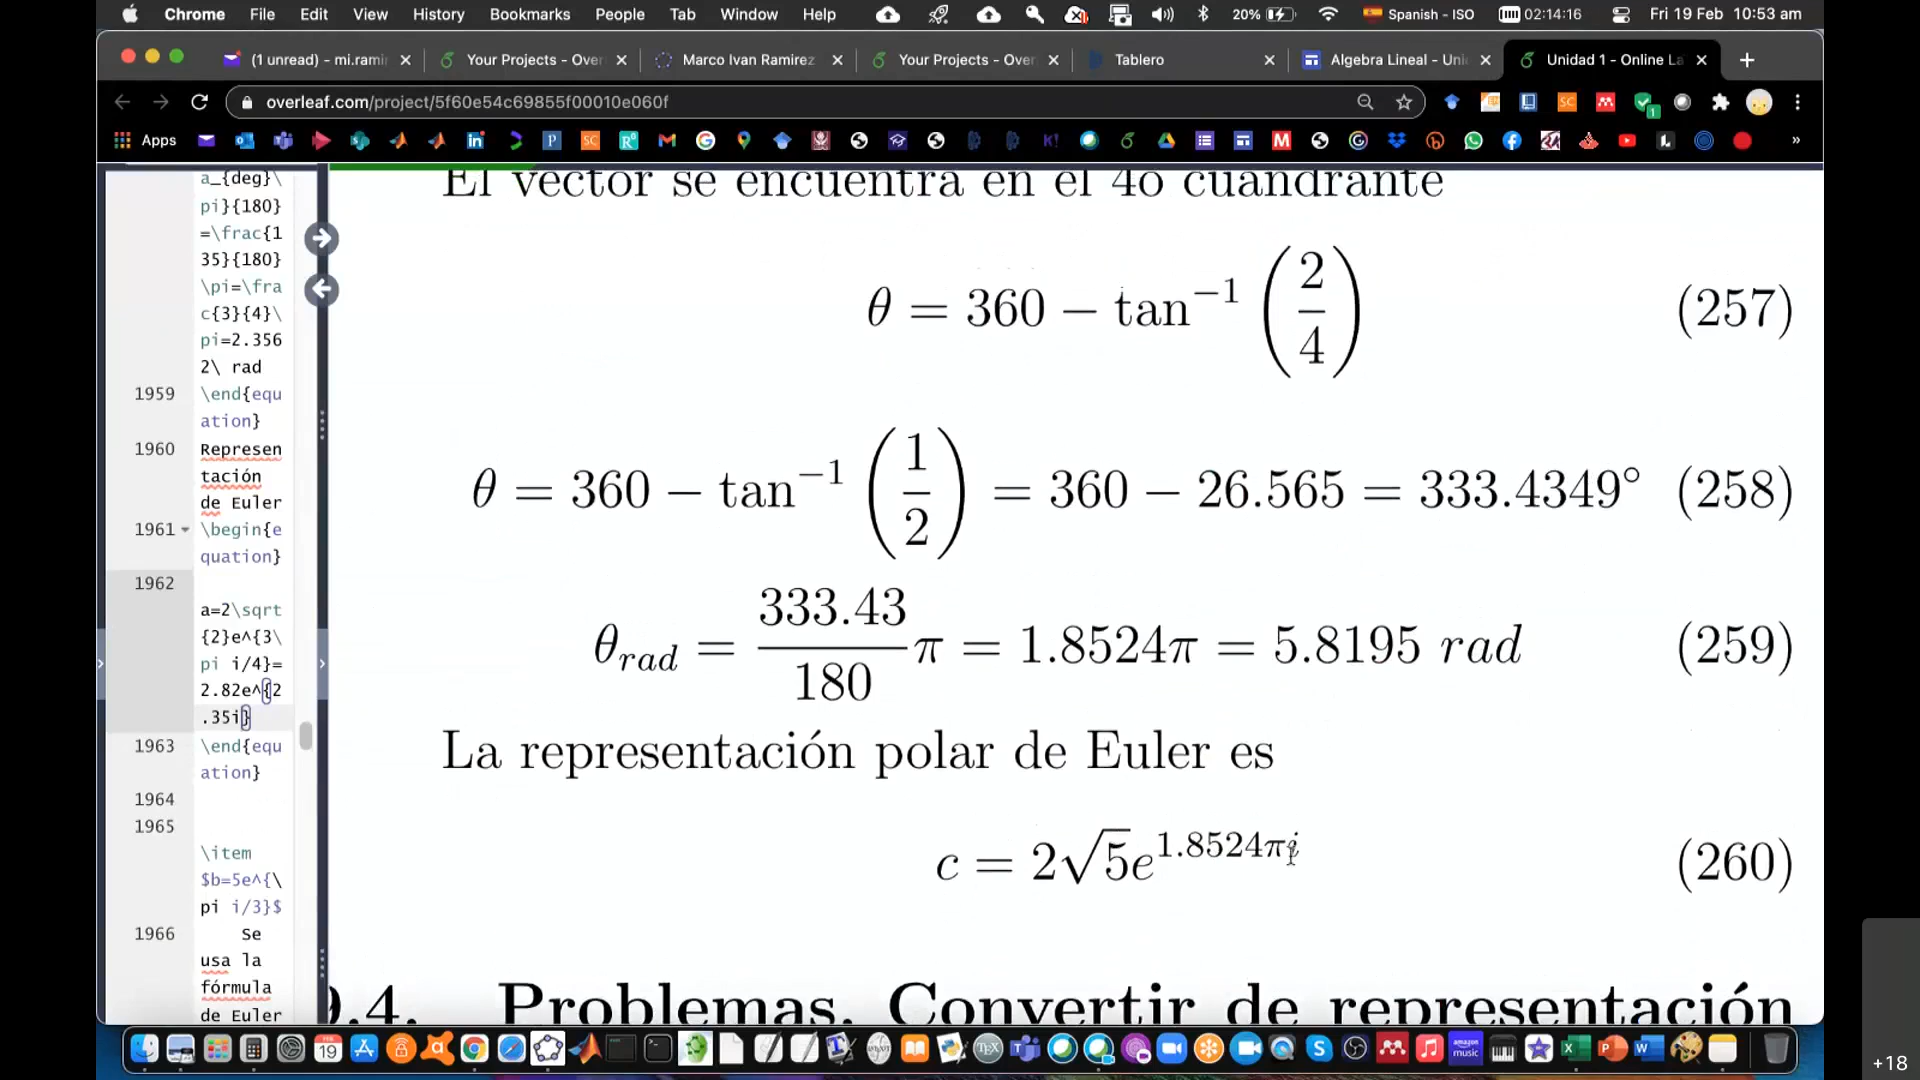 Chrome File Edit View History Bookmarks People Tab Window Help 20% Spanish - ISO 02:14:16 Fri 19 Feb 10:53 am
(1 unread) - mi.rami Your Projects - Over Marco Ivan Ramirez Your Projects - Over Tablero Algebra Lineal - Uni Unidad 1 - Online La
overleaf.com/project/5f60e54c69855f00010e060f
Apps
a_{deg}\
pi}{180}
=\frac{1
35}{180}
\pi=\fra
c{3}{4}\
pi=2.356
2\ rad
1959 \end{equ
ation}
1960 Represen
tación
de Euler
1961 \begin{e
quation}
1962
a=2\sqrt
{2}e^{3\
pi i/4}=
2.82e^{2
.35i}
1963 \end{equ
ation}
1964
1965
\item
$b=5e^{\
pi i/3}$
1966 Se
usa la
fórmula
de Euler
El vector se encuentra en el 4o cuandrante
θ = 360 − tan⁻¹ (2/4) (257)
θ = 360 − tan⁻¹ (1/2) = 360 − 26.565 = 333.4349° (258)
θ_rad = 333.43/180 π = 1.8524π = 5.8195 rad (259)
La representación polar de Euler es
c = 2√5e^{1.8524πi} (260)
9.4. Problemas. Convertir de representación
+18